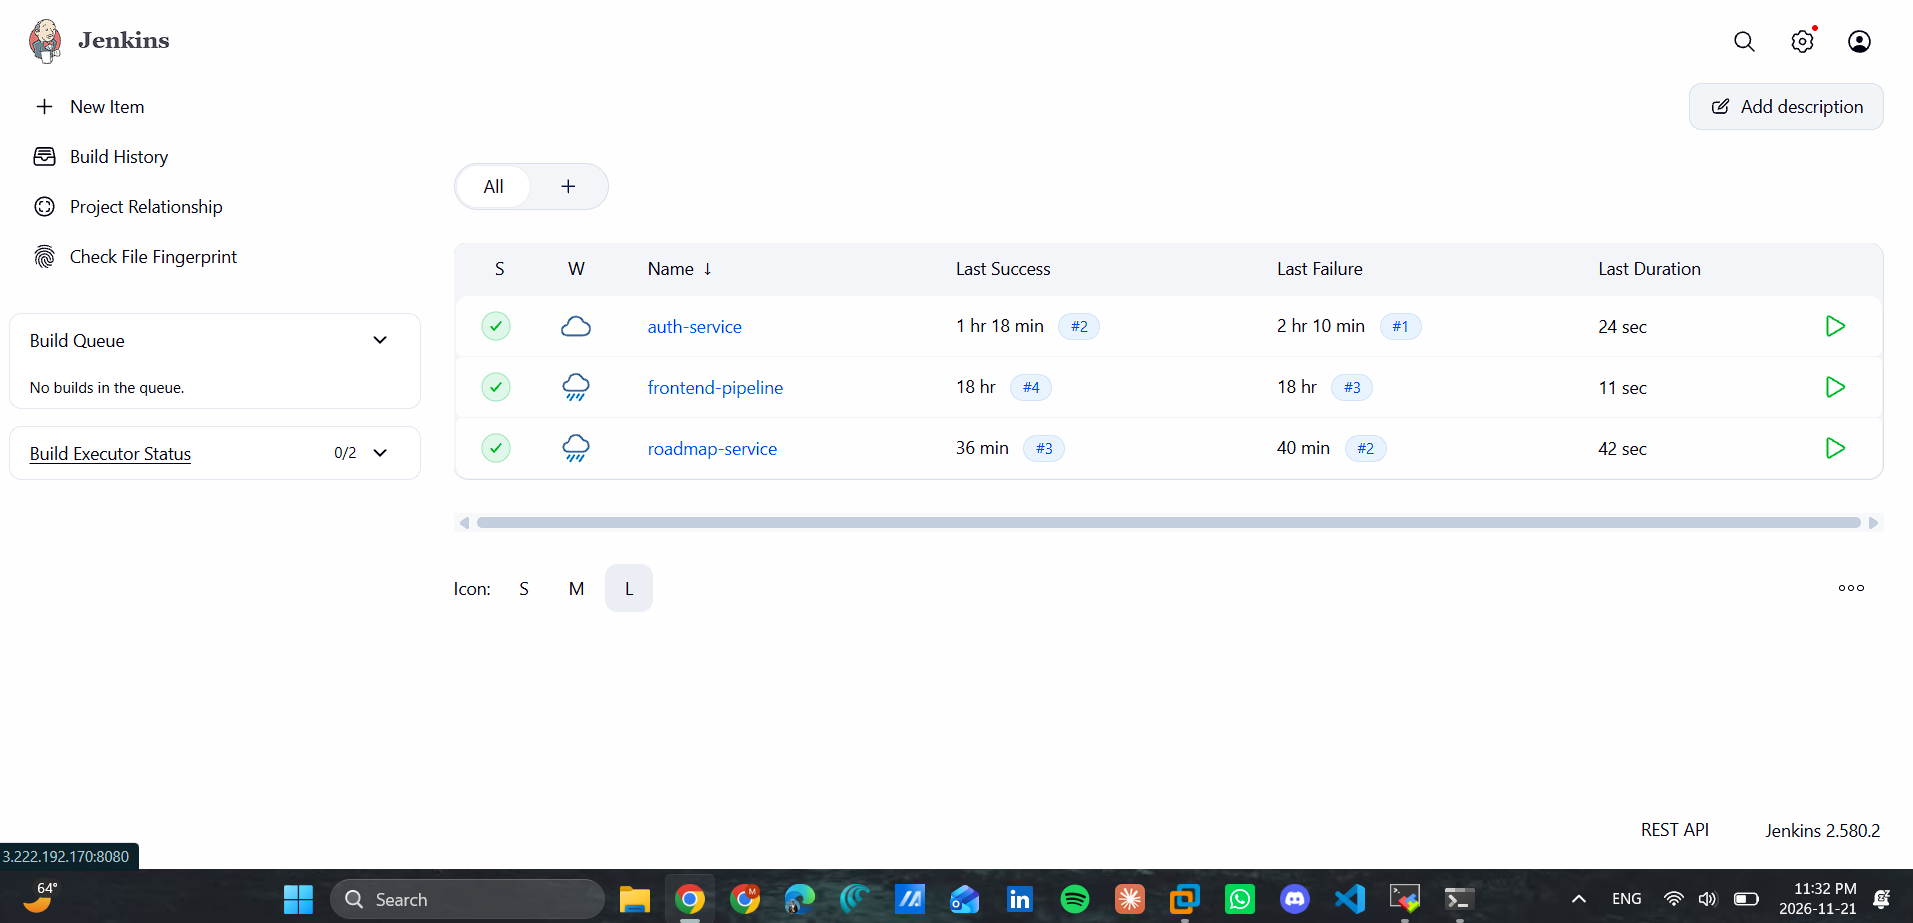 Jenkins
New Item
Build History
Project Relationship
Check File Fingerprint
Build Queue
No builds in the queue.
Build Executor Status 0/2
Add description
All +
S W Name ↓ Last Success Last Failure Last Duration
auth-service 1 hr 18 min #2 2 hr 10 min #1 24 sec
frontend-pipeline 18 hr #4 18 hr #3 11 sec
roadmap-service 36 min #3 40 min #2 42 sec
Icon: S M L
REST API Jenkins 2.580.2
3.222.192.170:8080
64°
Search
ENG
11:32 PM
2026-11-21